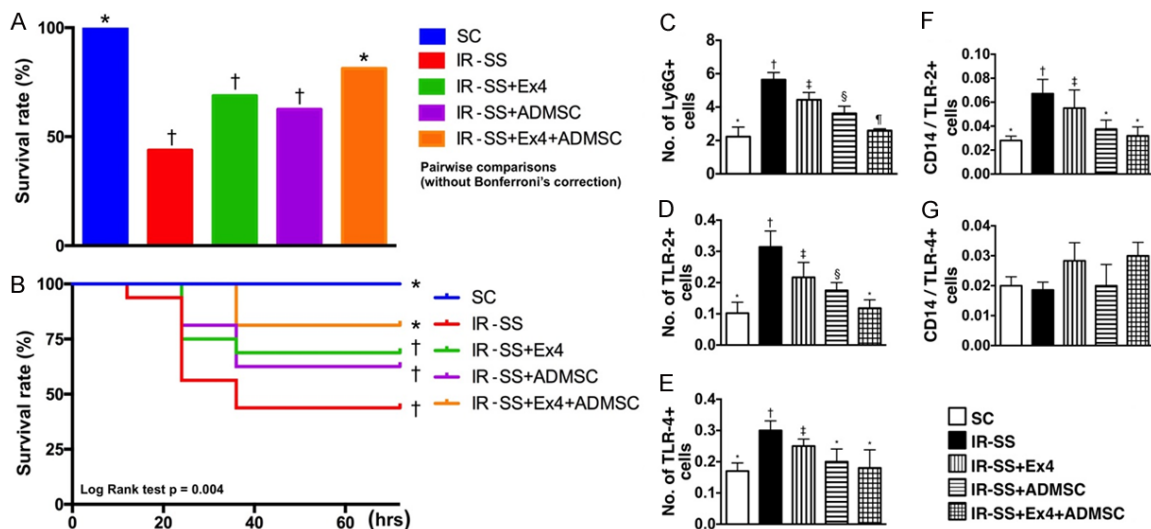 A
Survival rate (%)
100
50
0
*
†
†
†
*
SC
IR-SS
IR-SS+Ex4
IR-SS+ADMSC
IR-SS+Ex4+ADMSC
Pairwise comparisons
(without Bonferroni's correction)
B
Survival rate (%)
100
75
50
25
0
0
20
40
60
(hrs)
Log Rank test p = 0.004
*
*
†
†
†
SC
IR-SS
IR-SS+Ex4
IR-SS+ADMSC
IR-SS+Ex4+ADMSC
C
No. of Ly6G+
cells
8
6
4
2
0
*
†
‡
§
¶
D
No. of TLR-2+
cells
0.4
0.3
0.2
0.1
0.0
*
†
‡
§
*
E
No. of TLR-4+
cells
0.4
0.3
0.2
0.1
0.0
*
†
‡
*
*
F
CD14 / TLR-2+
cells
0.10
0.08
0.06
0.04
0.02
0.00
*
†
‡
*
*
G
CD14 / TLR-4+
cells
0.04
0.03
0.02
0.01
0.00
SC
IR-SS
IR-SS+Ex4
IR-SS+ADMSC
IR-SS+Ex4+ADMSC